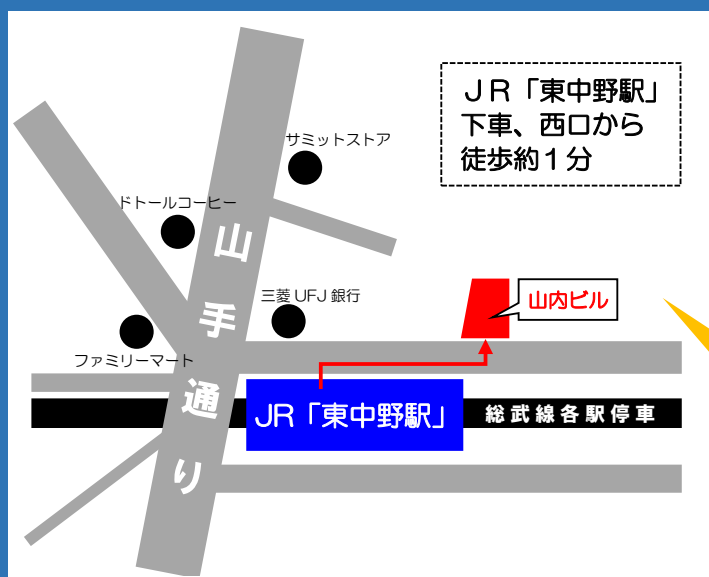 JR「東中野駅」
下車、西口から
徒歩約1分
サミットストア
ドトールコーヒー
山手通り
三菱UFJ銀行
山内ビル
ファミリーマート
JR「東中野駅」
総武線各駅停車